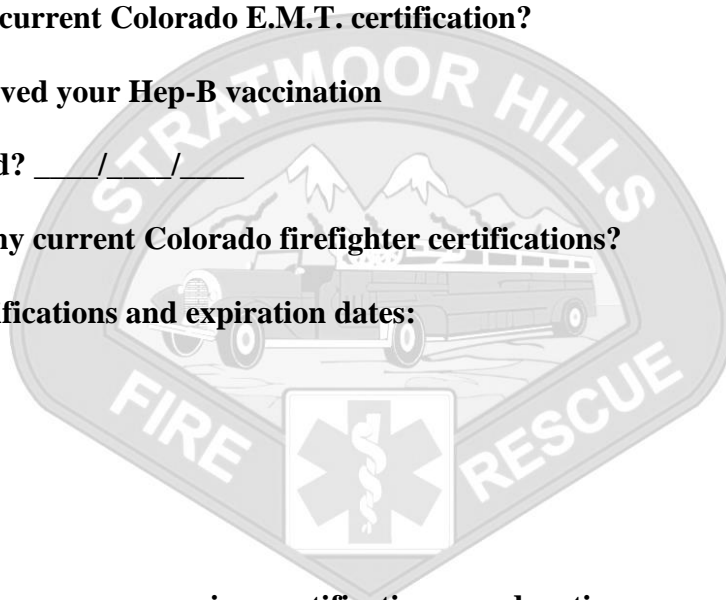 current Colorado E.M.T. certification?
ved your Hep-B vaccination
d? ____/____/____
ny current Colorado firefighter certifications?
ifications and expiration dates:
STRATMOOR HILLS
FIRE RESCUE